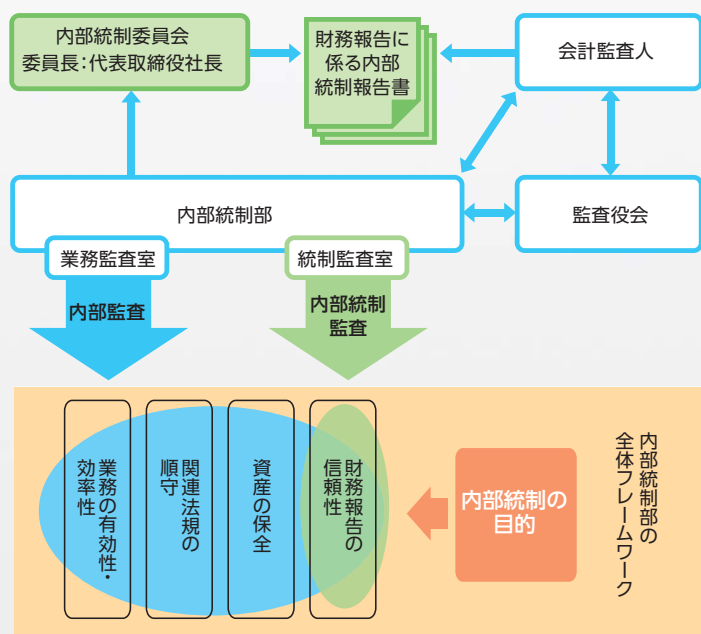 内部統制委員会
委員長：代表取締役社長
財務報告に
係る内部
統制報告書
会計監査人
内部統制部
監査役会
業務監査室
統制監査室
内部監査
内部統制
監査
業務の有効性・
効率性
関連法規の
順守
資産の保全
財務報告の
信頼性
内部統制の
目的
内部統制部の
全体フレームワーク